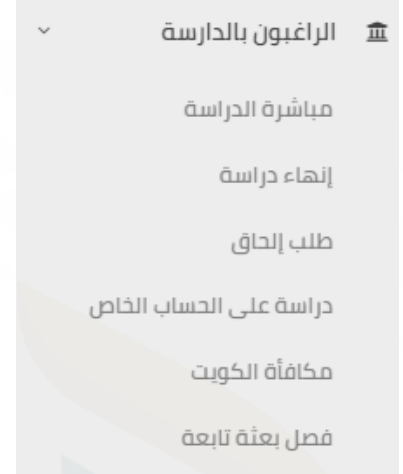 الراغبون بالدارسة
مباشرة الدراسة
إنهاء دراسة
طلب إلحاق
دراسة على الحساب الخاص
مكافأة الكويت
فصل بعثة تابعة